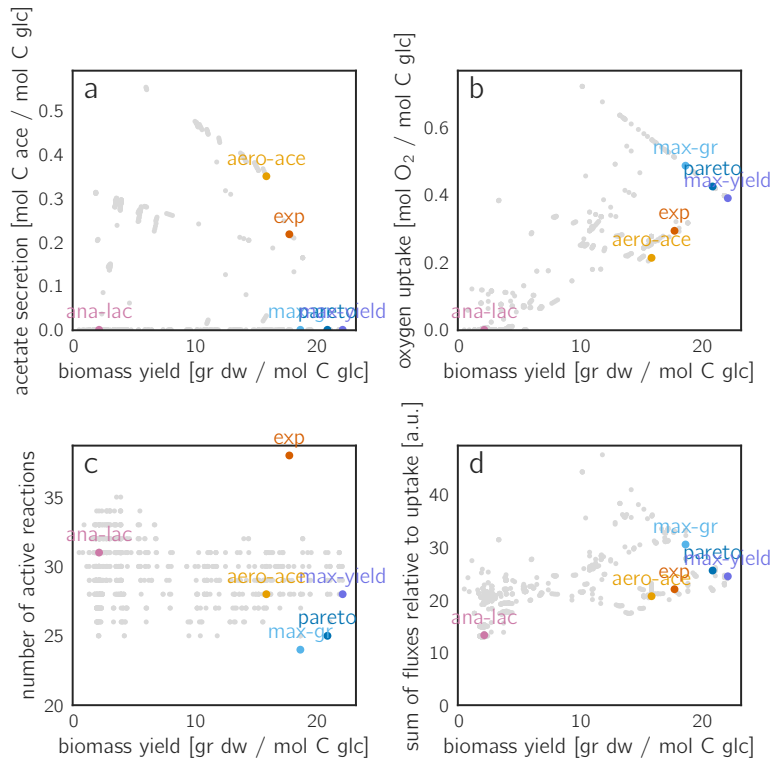 a
acetate secretion [mol C ace / mol C glc]
0.5
0.4
0.3
0.2
0.1
0.0
aero-ace
exp
ana-lac
max-gr
pareto
max-yield
0
10
20
biomass yield [gr dw / mol C glc]
b
oxygen uptake [mol O₂ / mol C glc]
0.6
0.4
0.2
0.0
max-gr
pareto
max-yield
exp
aero-ace
ana-lac
0
10
20
biomass yield [gr dw / mol C glc]
c
number of active reactions
35
30
25
20
exp
ana-lac
aero-ace
max-yield
pareto
max-gr
0
10
20
biomass yield [gr dw / mol C glc]
d
sum of fluxes relative to uptake [a.u.]
40
30
20
10
0
max-gr
pareto
max-yield
exp
aero-ace
ana-lac
0
10
20
biomass yield [gr dw / mol C glc]